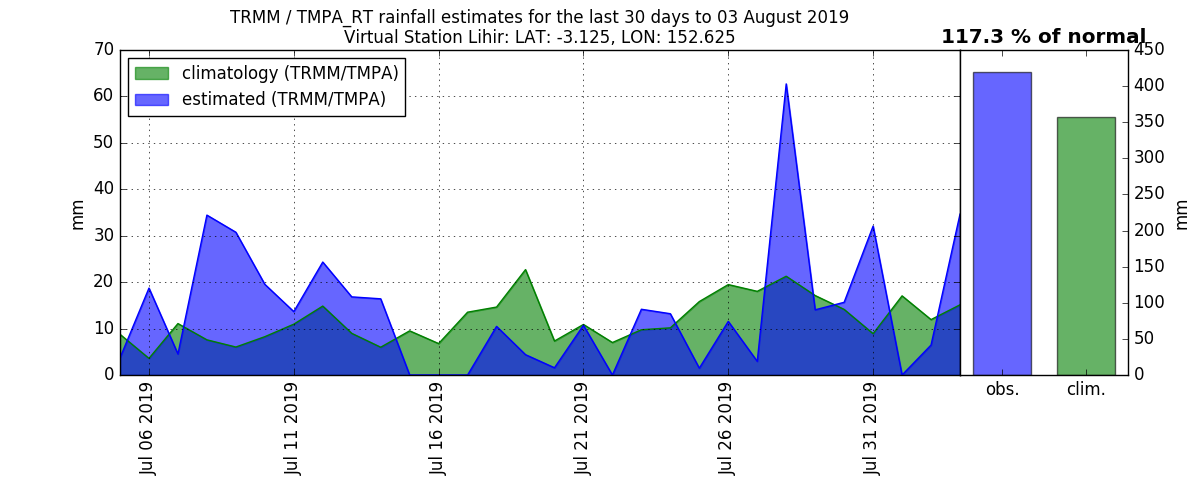 TRMM / TMPA_RT rainfall estimates for the last 30 days to 03 August 2019
Virtual Station Lihir: LAT: -3.125, LON: 152.625
117.3 % of normal
climatology (TRMM/TMPA)
estimated (TRMM/TMPA)
70
60
50
40
30
20
10
0
mm
Jul 06 2019
Jul 11 2019
Jul 16 2019
Jul 21 2019
Jul 26 2019
Jul 31 2019
obs.
clim.
450
400
350
300
250
200
150
100
50
0
mm